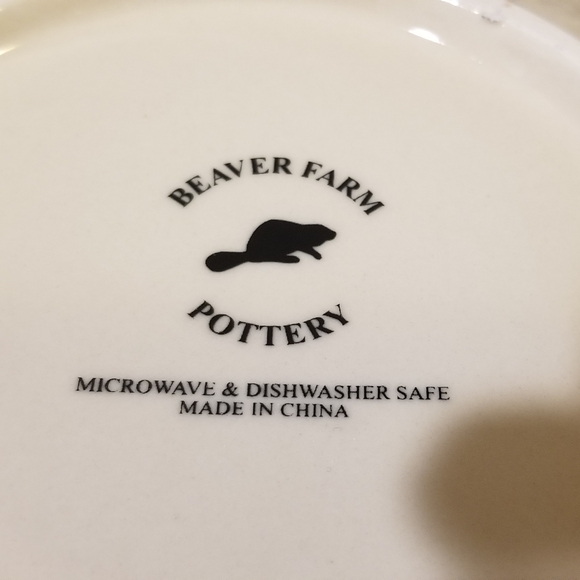 BEAVER FARM
POTTERY
MICROWAVE & DISHWASHER SAFE
MADE IN CHINA